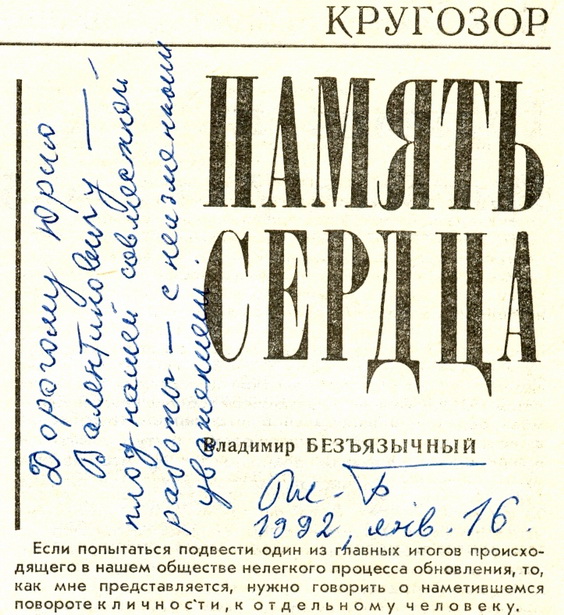 КРУГОЗОР
ПАМЯТЬ
СЕРДЦА
Дорогому Юрию
Валентиновичу —
плод нашей совместной
работы — с неизменным
уважением.
Владимир БЕЗЪЯЗЫЧНЫЙ
1992, янв. 16.
Если попытаться подвести один из главных итогов происхо-
дящего в нашем обществе нелегкого процесса обновления, то,
как мне представляется, нужно говорить о наметившемся
повороте к личности, к отдельному человеку.